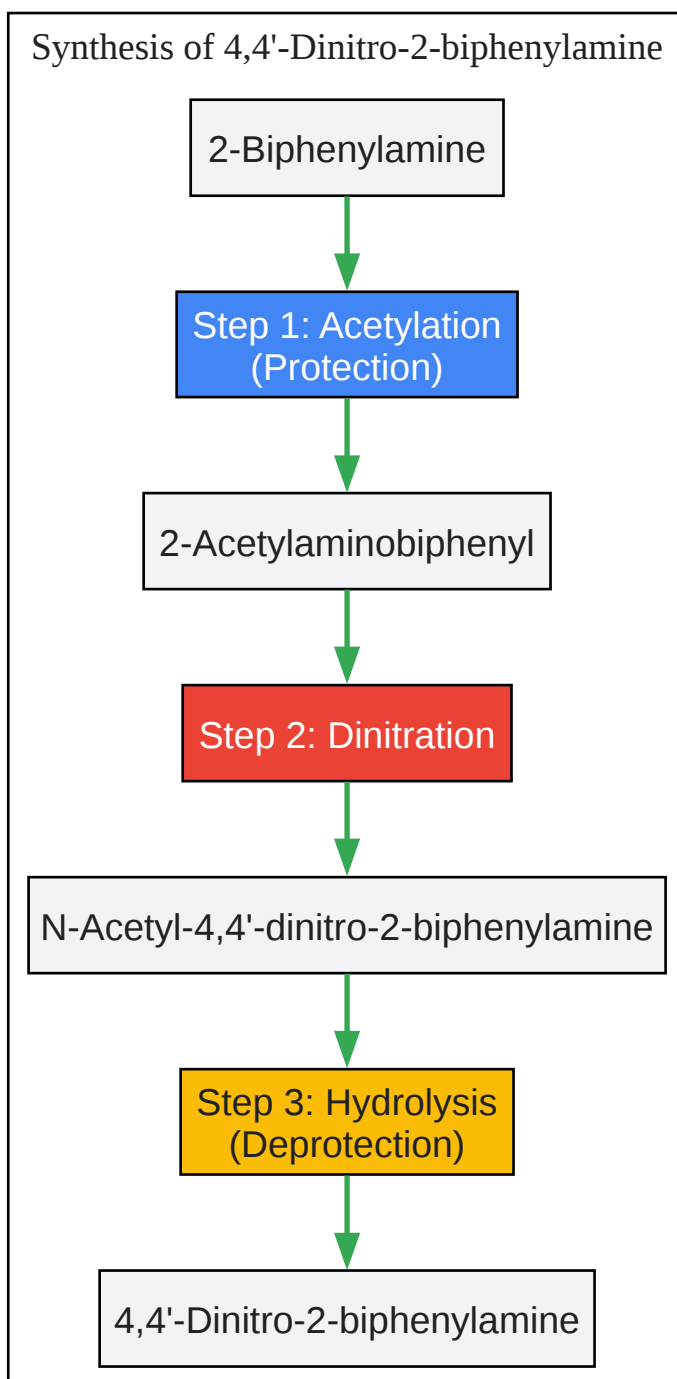 Synthesis of 4,4'-Dinitro-2-biphenylamine
2-Biphenylamine
Step 1: Acetylation
(Protection)
2-Acetylaminobiphenyl
Step 2: Dinitration
N-Acetyl-4,4'-dinitro-2-biphenylamine
Step 3: Hydrolysis
(Deprotection)
4,4'-Dinitro-2-biphenylamine